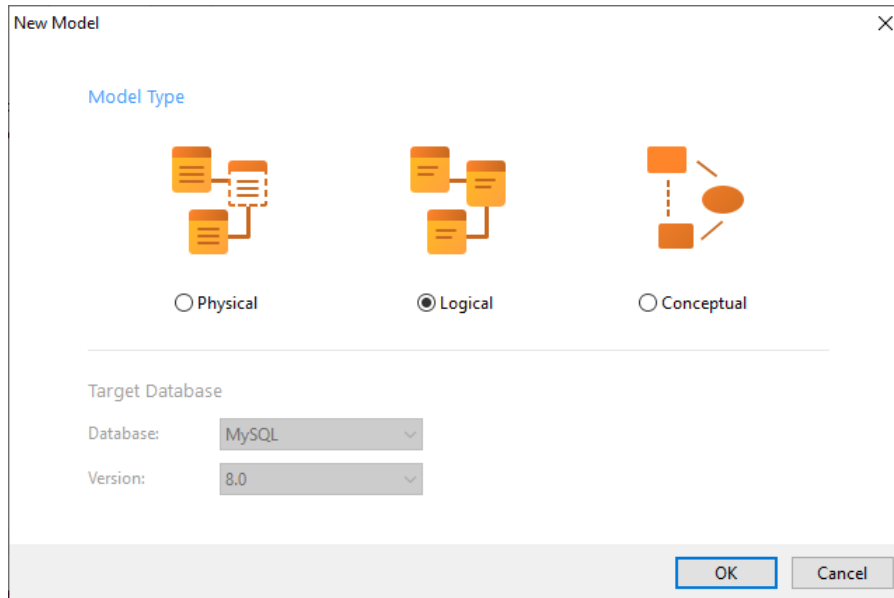 New Model
Model Type
Physical
Logical
Conceptual
Target Database
Database: MySQL
Version: 8.0
OK Cancel